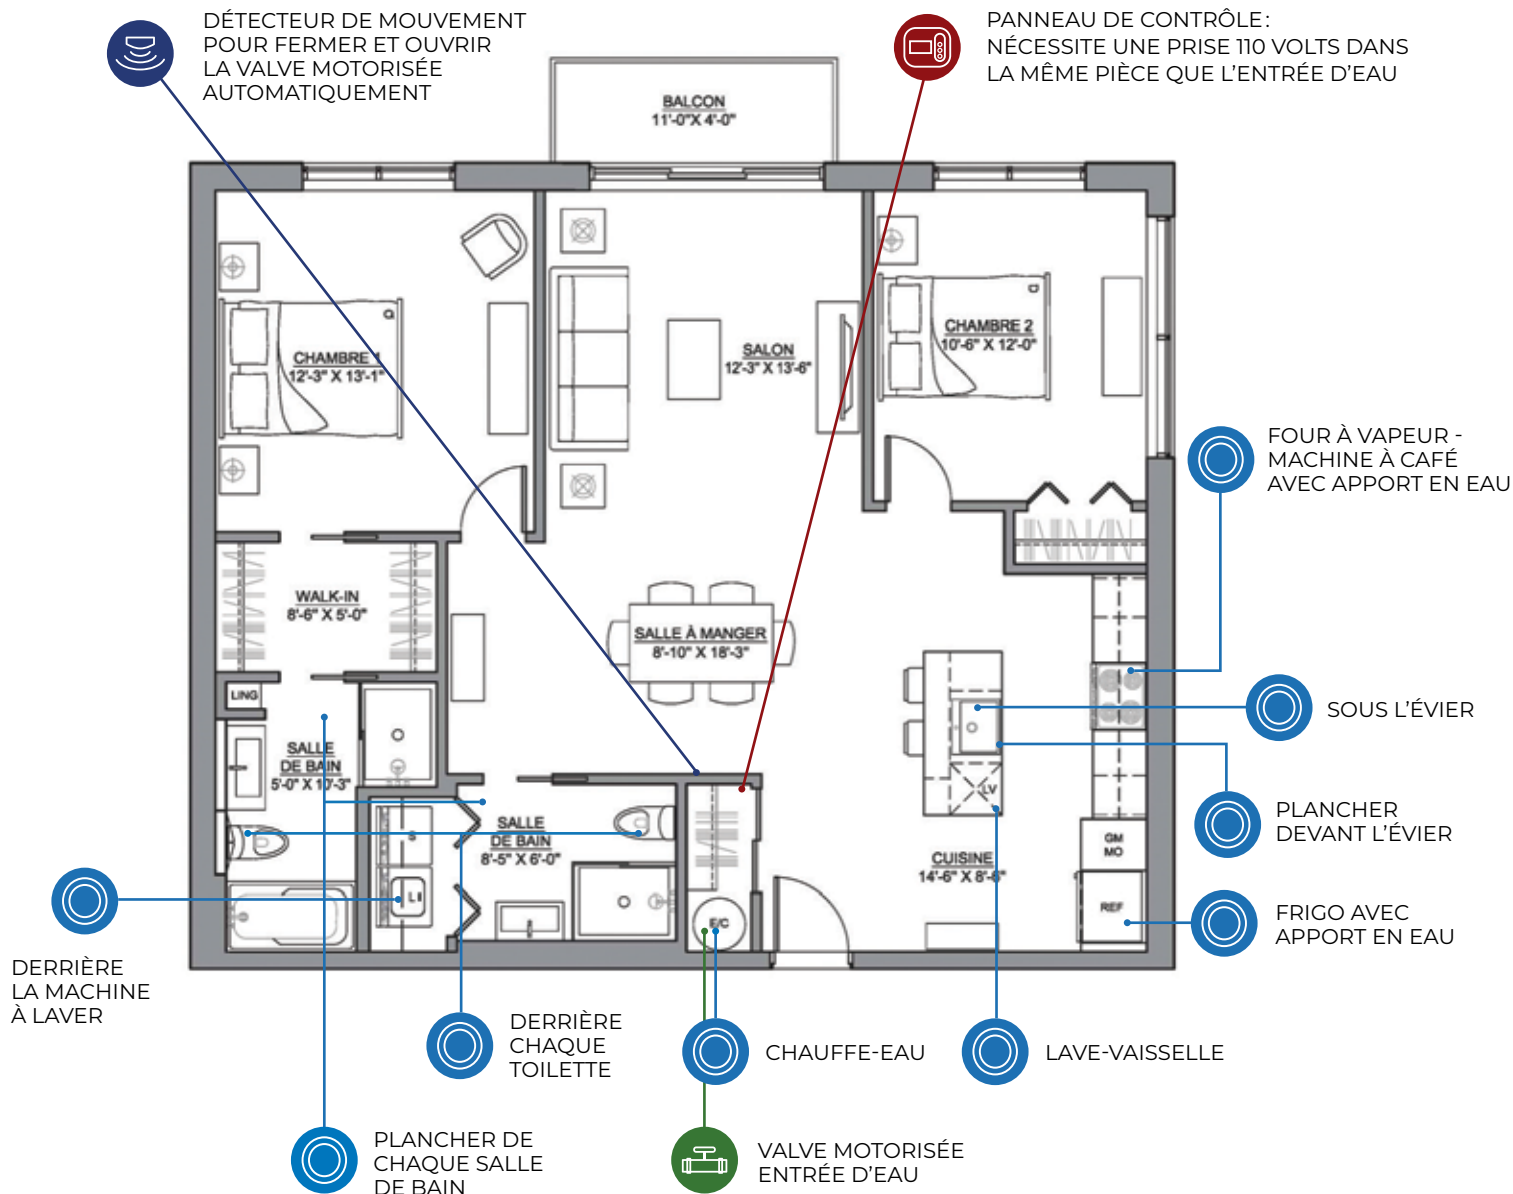 DÉTECTEUR DE MOUVEMENT
POUR FERMER ET OUVRIR
LA VALVE MOTORISÉE
AUTOMATIQUEMENT
PANNEAU DE CONTRÔLE:
NÉCESSITE UNE PRISE 110 VOLTS DANS
LA MÊME PIÈCE QUE L'ENTRÉE D'EAU
BALCON
11'-0"X 4'-0"
CHAMBRE 1
12'-3" X 13'-1"
SALON
12'-3" X 13'-6"
CHAMBRE 2
10'-6" X 12'-0"
FOUR À VAPEUR -
MACHINE À CAFÉ
AVEC APPORT EN EAU
WALK-IN
8'-6" X 5'-0"
SALLE À MANGER
8'-10" X 18'-3"
LING
SOUS L'ÉVIER
SALLE
DE BAIN
5'-0" X 10'-3"
LV
PLANCHER
DEVANT L'ÉVIER
SALLE
DE BAIN
8'-5" X 6'-0"
S
GM
MO
CUISINE
14'-6" X 8'-6"
L
REF
E/C
FRIGO AVEC
APPORT EN EAU
DERRIÈRE
LA MACHINE
À LAVER
DERRIÈRE
CHAQUE
TOILETTE
CHAUFFE-EAU
LAVE-VAISSELLE
PLANCHER DE
CHAQUE SALLE
DE BAIN
VALVE MOTORISÉE
ENTRÉE D'EAU